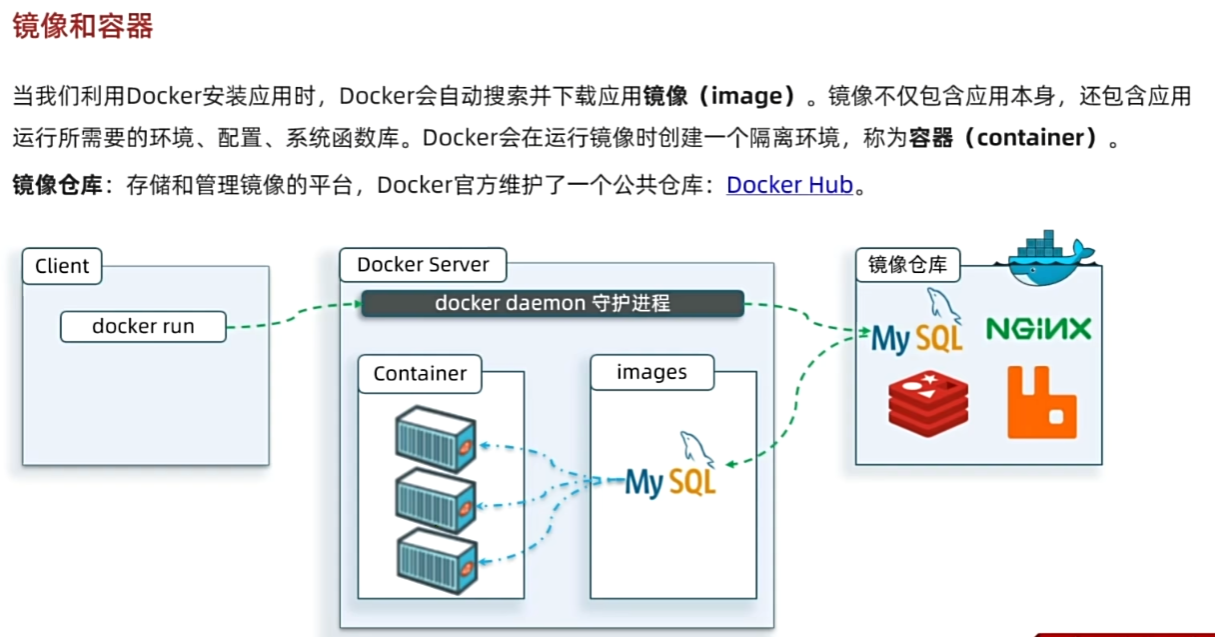 镜像和容器
当我们利用Docker安装应用时，Docker会自动搜索并下载应用镜像（image）。镜像不仅包含应用本身，还包含应用
运行所需要的环境、配置、系统函数库。Docker会在运行镜像时创建一个隔离环境，称为容器（container）。
镜像仓库：存储和管理镜像的平台，Docker官方维护了一个公共仓库：Docker Hub。
Client
docker run
Docker Server
docker daemon 守护进程
Container
images
MySQL
镜像仓库
MySQL
NGINX